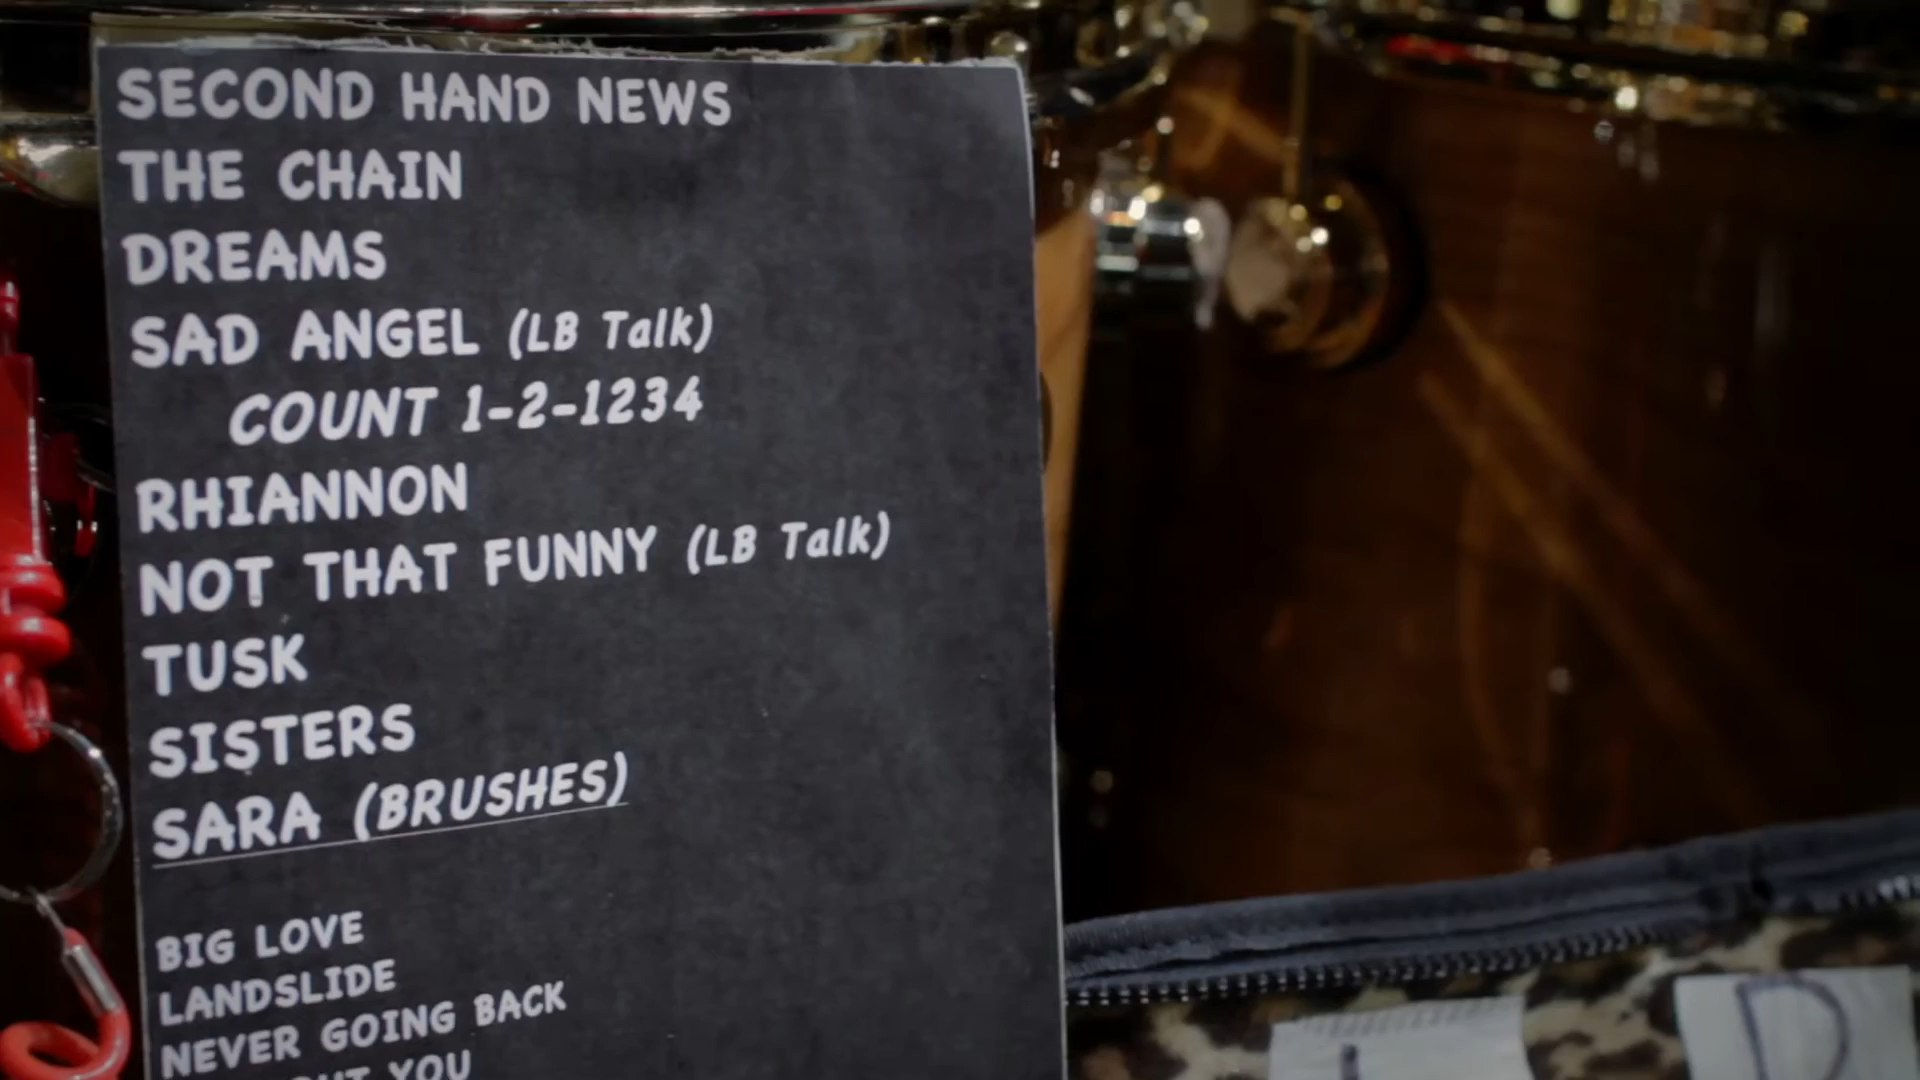 SECOND HAND NEWS
THE CHAIN
DREAMS
SAD ANGEL (LB Talk)
COUNT 1-2-1234
RHIANNON
NOT THAT FUNNY (LB Talk)
TUSK
SISTERS
SARA (BRUSHES)
BIG LOVE
LANDSLIDE
NEVER GOING BACK
YOU
D